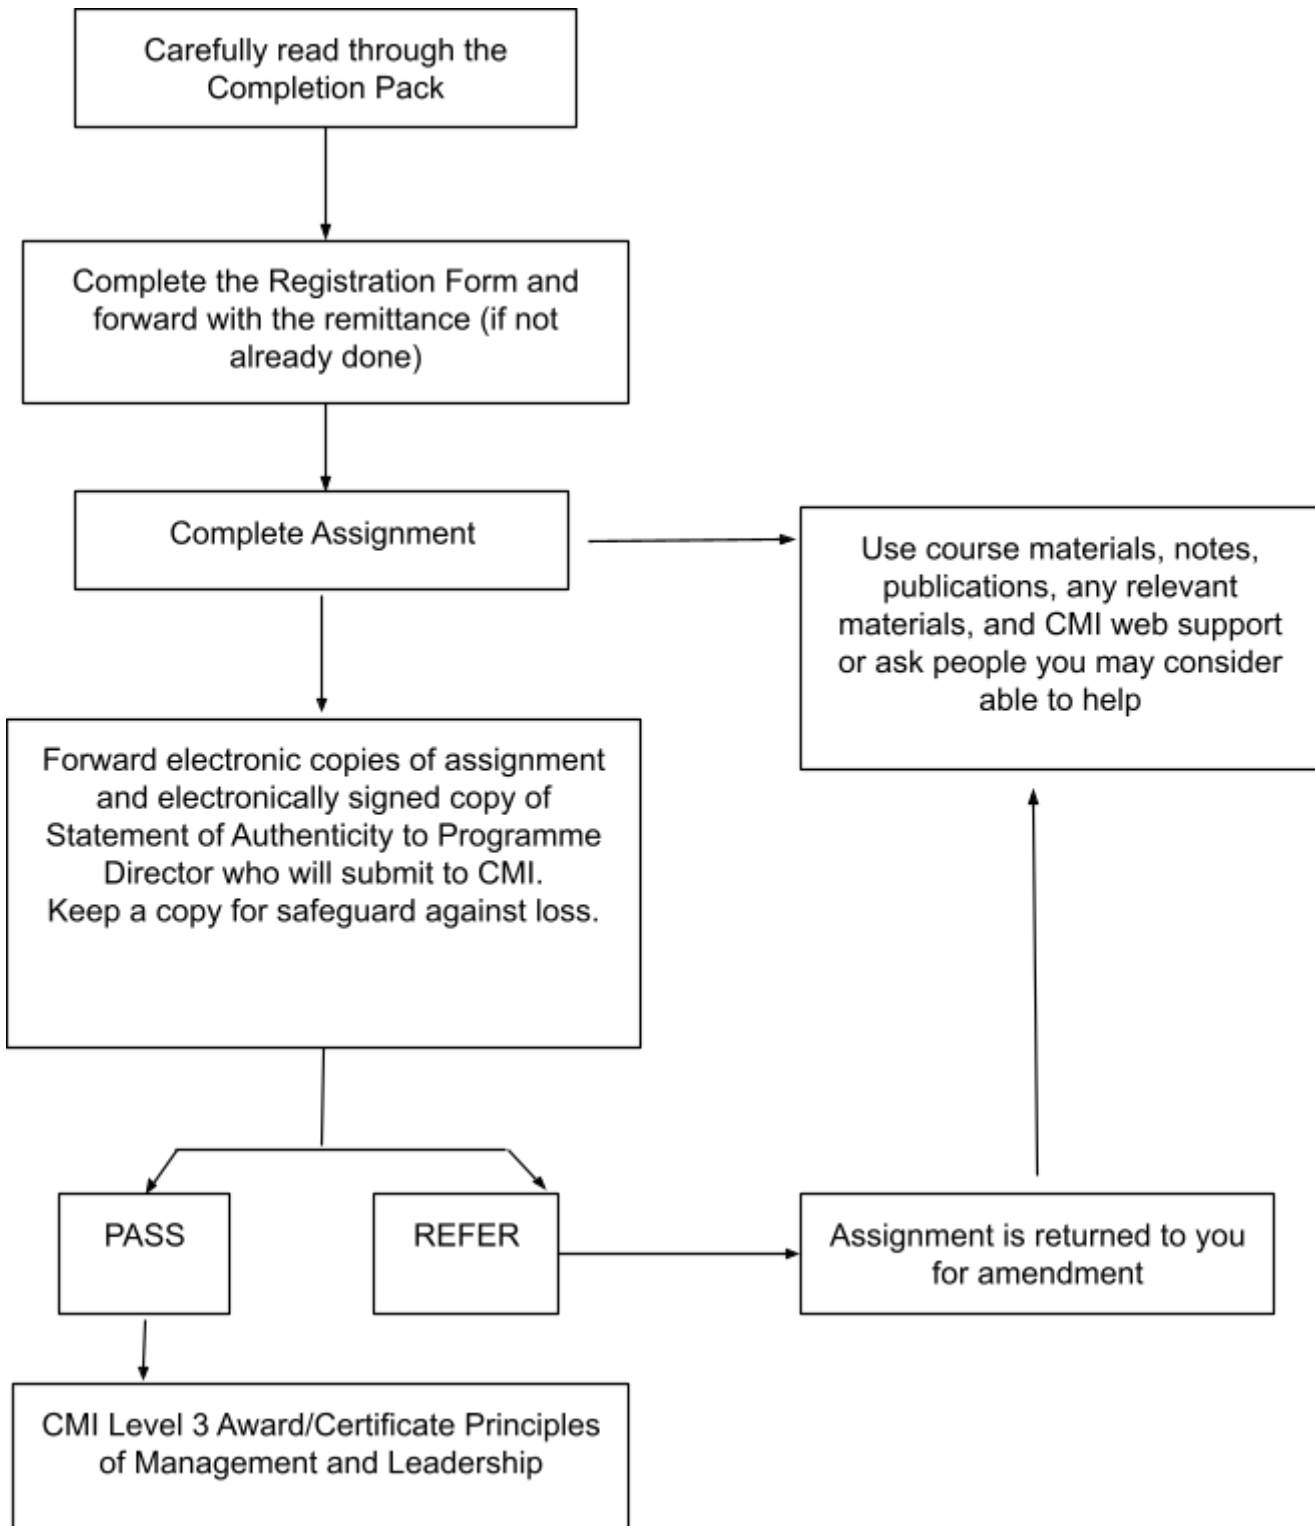 Carefully read through the
Completion Pack
Complete the Registration Form and
forward with the remittance (if not
already done)
Complete Assignment
Use course materials, notes,
publications, any relevant
materials, and CMI web support
or ask people you may consider
able to help
Forward electronic copies of assignment
and electronically signed copy of
Statement of Authenticity to Programme
Director who will submit to CMI.
Keep a copy for safeguard against loss.
PASS
REFER
Assignment is returned to you
for amendment
CMI Level 3 Award/Certificate Principles
of Management and Leadership